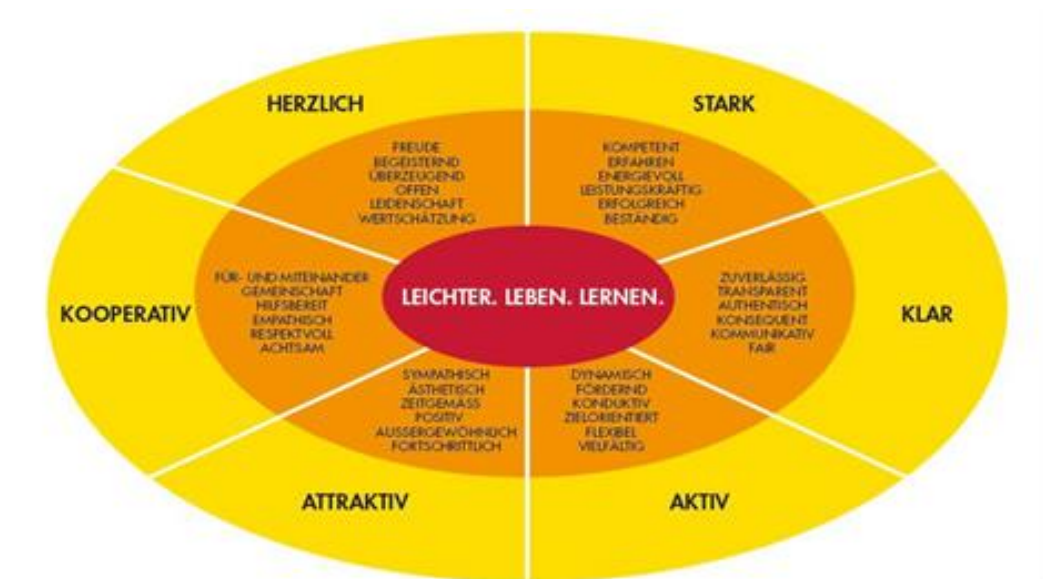 HERZLICH
FREUDE
BEGEISTERND
ÜBERZEUGEND
OFFEN
LEIDENSCHAFT
WERTSCHÄTZUNG
STARK
KOMPETENT
ERFAHREN
ENERGIEVOLL
LEISTUNGSKRÄFTIG
ERFOLGREICH
BESTÄNDIG
KOOPERATIV
FÜR- UND MITEINANDER
GEMEINSCHAFT
HILFSBEREIT
EMPATHISCH
RESPEKTVOLL
ACHTSAM
LEICHTER. LEBEN. LERNEN.
ZUVERLÄSSIG
TRANSPARENT
AUTHENTISCH
KONSEQUENT
KOMMUNIKATIV
FAIR
KLAR
SYMPATHISCH
ÄSTHETISCH
ZEITGEMÄSS
POSITIV
AUSSERGEWÖHNLICH
FORTSCHRITTLICH
ATTRAKTIV
DYNAMISCH
FÖRDERND
KONDUKTIV
ZIELORIENTIERT
FLEXIBEL
VIELFÄLTIG
AKTIV